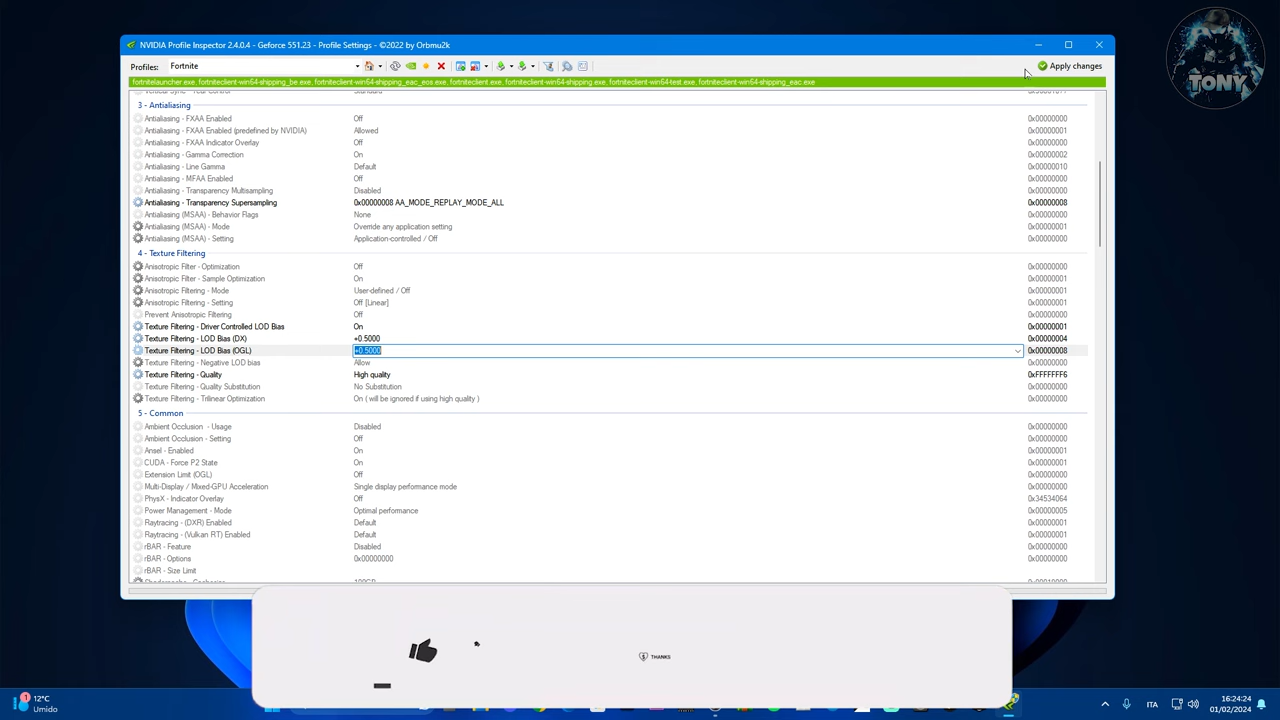 NVIDIA Profile Inspector 2.4.0.4 - Geforce 551.23 - Profile Settings - ©2022 by Orbmu2k
Profiles: Fortnite Apply changes
fortnitelauncher.exe, fortniteclient-win64-shipping_be.exe, fortniteclient-win64-shipping_eac_eos.exe, fortniteclient.exe, fortniteclient-win64-shipping.exe, fortniteclient-win64-test.exe, fortniteclient-win64-shipping_eac.exe
TONY
3 - Antialiasing
Antialiasing - FXAA Enabled Off 0x00000000
Antialiasing - FXAA Enabled (predefined by NVIDIA) Allowed 0x00000001
Antialiasing - FXAA Indicator Overlay Off 0x00000000
Antialiasing - Gamma Correction On 0x00000002
Antialiasing - Line Gamma Default 0x00000010
Antialiasing - MFAA Enabled Off 0x00000000
Antialiasing - Transparency Multisampling Disabled 0x00000000
Antialiasing - Transparency Supersampling 0x00000008 AA_MODE_REPLAY_MODE_ALL 0x00000008
Antialiasing (MSAA) - Behavior Flags None 0x00000000
Antialiasing (MSAA) - Mode Override any application setting 0x00000001
Antialiasing (MSAA) - Setting Application-controlled / Off 0x00000000
4 - Texture Filtering
Anisotropic Filter - Optimization Off 0x00000000
Anisotropic Filter - Sample Optimization On 0x00000001
Anisotropic Filtering - Mode User-defined / Off 0x00000001
Anisotropic Filtering - Setting Off [Linear] 0x00000001
Prevent Anisotropic Filtering Off 0x00000000
Texture Filtering - Driver Controlled LOD Bias On 0x00000001
Texture Filtering - LOD Bias (DX) +0.5000 0x00000004
Texture Filtering - LOD Bias (OGL) +0.5000 0x00000008
Texture Filtering - Negative LOD bias Allow 0x00000000
Texture Filtering - Quality High quality 0xFFFFFFF6
Texture Filtering - Quality Substitution No Substitution 0x00000000
Texture Filtering - Trilinear Optimization On ( will be ignored if using high quality ) 0x00000000
5 - Common
Ambient Occlusion - Usage Disabled 0x00000000
Ambient Occlusion - Setting Off 0x00000000
Ansel - Enabled On 0x00000001
CUDA - Force P2 State On 0x00000001
Extension Limit (OGL) Off 0x00000000
Multi-Display / Mixed-GPU Acceleration Single display performance mode 0x00000000
PhysX - Indicator Overlay Off 0x34534064
Power Management - Mode Optimal performance 0x00000005
Raytracing - (DXR) Enabled Default 0x00000001
Raytracing - (Vulkan RT) Enabled Default 0x00000001
rBAR - Feature Disabled 0x00000000
rBAR - Options 0x00000000 0x00000000
rBAR - Size Limit
THANKS
1
12°C
Umido
ITA
16:24:24
01/02/2024